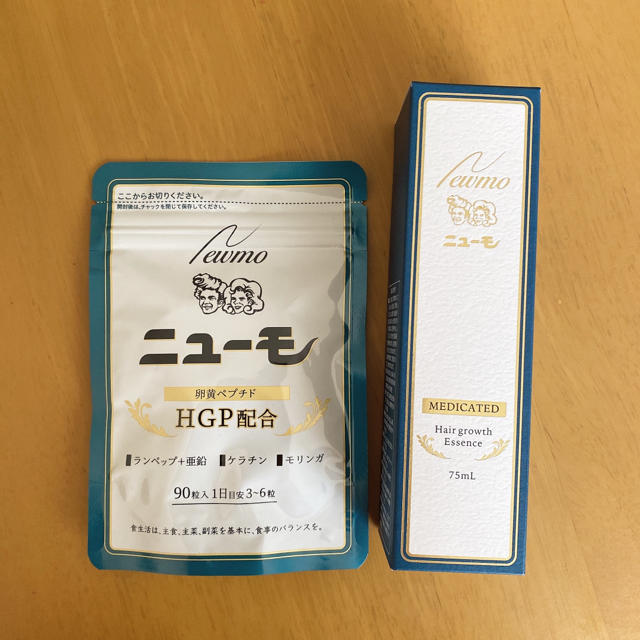 ここからお切りください。
開封後は、チャックを閉じて保存してください。
Newmo
ニューモ
卵黄ペプチド
HGP配合
ランペップ+亜鉛 ケラチン モリンガ
90粒入 1日目安3~6粒
食生活は、主食、主菜、副菜を基本に、食事のバランスを。
Newmo
ニューモ
MEDICATED
Hair growth
Essence
75mL